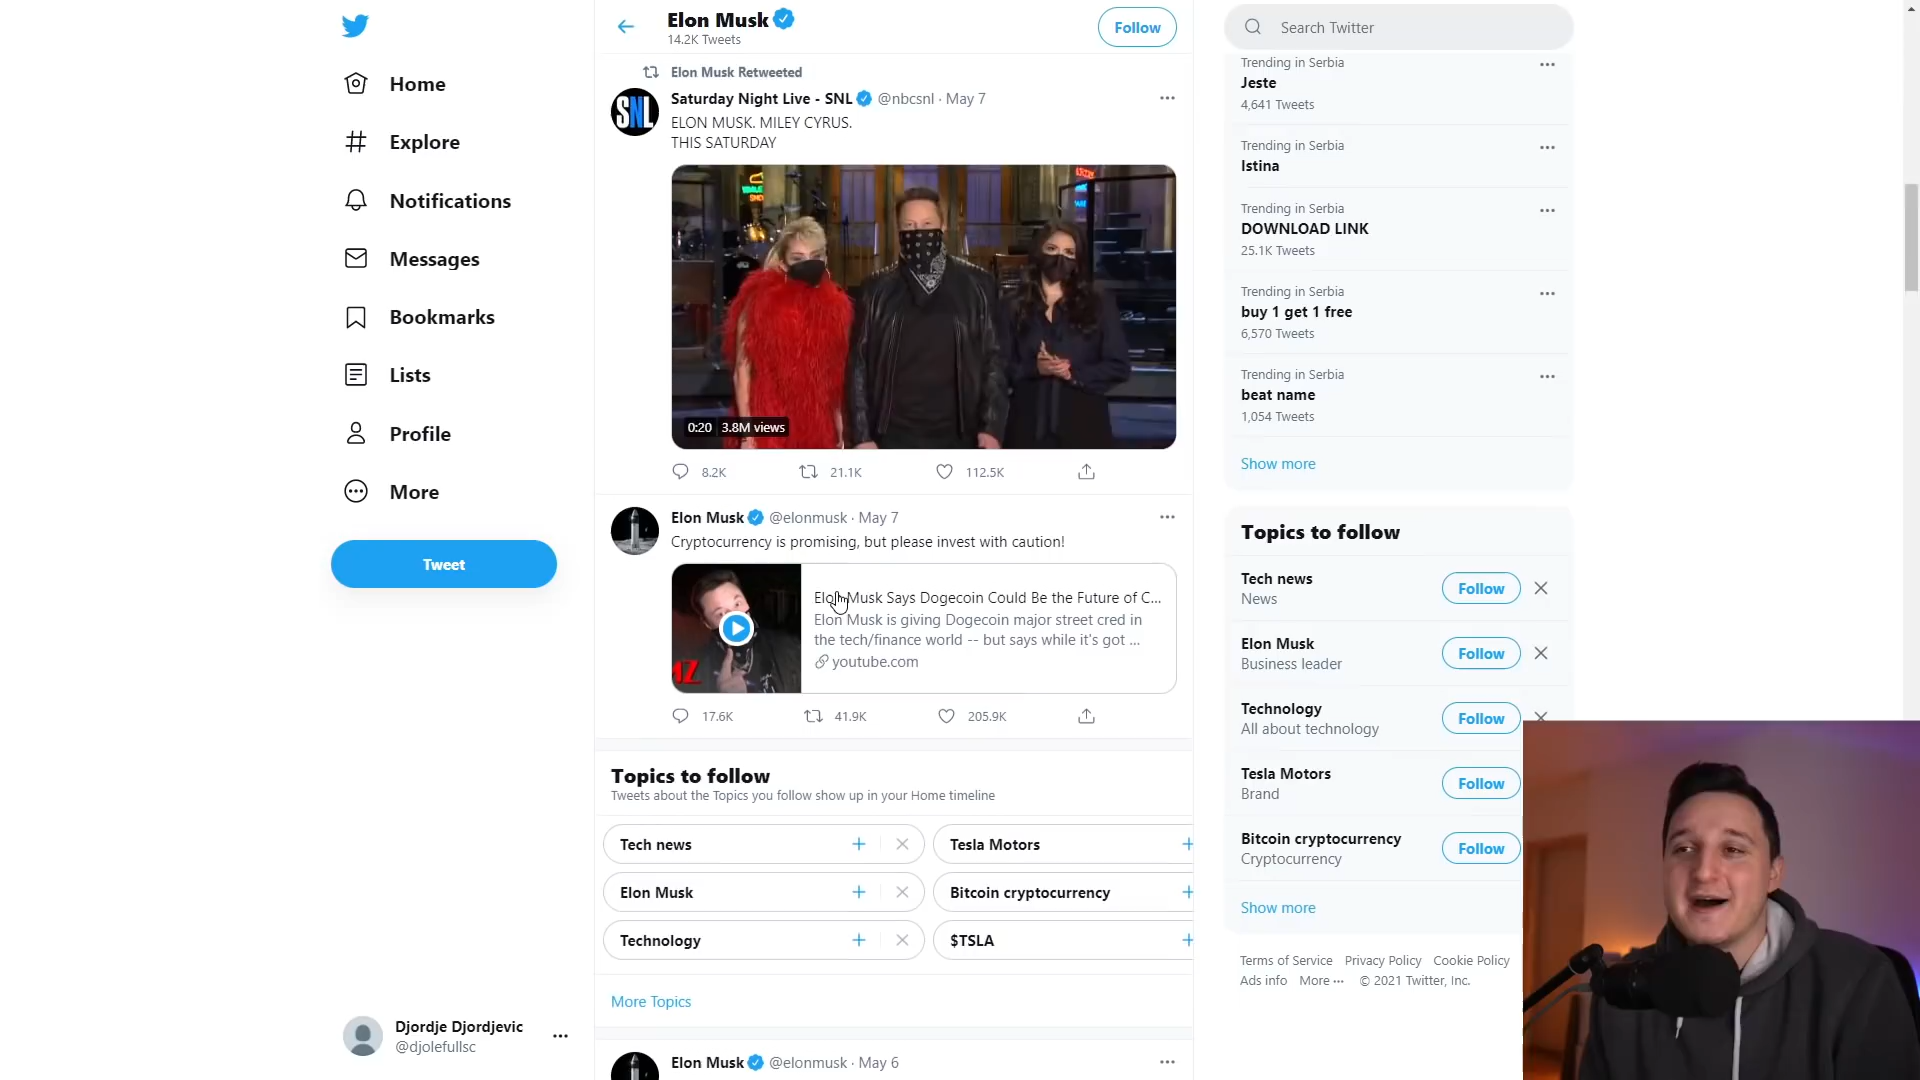 Home
Explore
Notifications
Messages
Bookmarks
Lists
Profile
More
Tweet
Djordje Djordjevic
@djolefullsc
Elon Musk
14.2K Tweets
Follow
Elon Musk Retweeted
Saturday Night Live - SNL @nbcsnl · May 7
ELON MUSK. MILEY CYRUS.
THIS SATURDAY
SNL
0:20 3.8M views
8.2K 21.1K 112.5K
Elon Musk @elonmusk · May 7
Cryptocurrency is promising, but please invest with caution!
Elon Musk Says Dogecoin Could Be the Future of C...
Elon Musk is giving Dogecoin major street cred in
the tech/finance world -- but says while it's got ...
youtube.com
MZ
17.6K 41.9K 205.9K
Topics to follow
Tweets about the Topics you follow show up in your Home timeline
Tech news Tesla Motors
Elon Musk Bitcoin cryptocurrency
Technology $TSLA
More Topics
Elon Musk @elonmusk · May 6
Search Twitter
Trending in Serbia
Jeste
4,641 Tweets
Trending in Serbia
Istina
Trending in Serbia
DOWNLOAD LINK
25.1K Tweets
Trending in Serbia
buy 1 get 1 free
6,570 Tweets
Trending in Serbia
beat name
1,054 Tweets
Show more
Topics to follow
Tech news
News
Follow
Elon Musk
Business leader
Follow
Technology
All about technology
Follow
Tesla Motors
Brand
Follow
Bitcoin cryptocurrency
Cryptocurrency
Follow
Show more
Terms of Service Privacy Policy Cookie Policy
Ads info More ··· © 2021 Twitter, Inc.